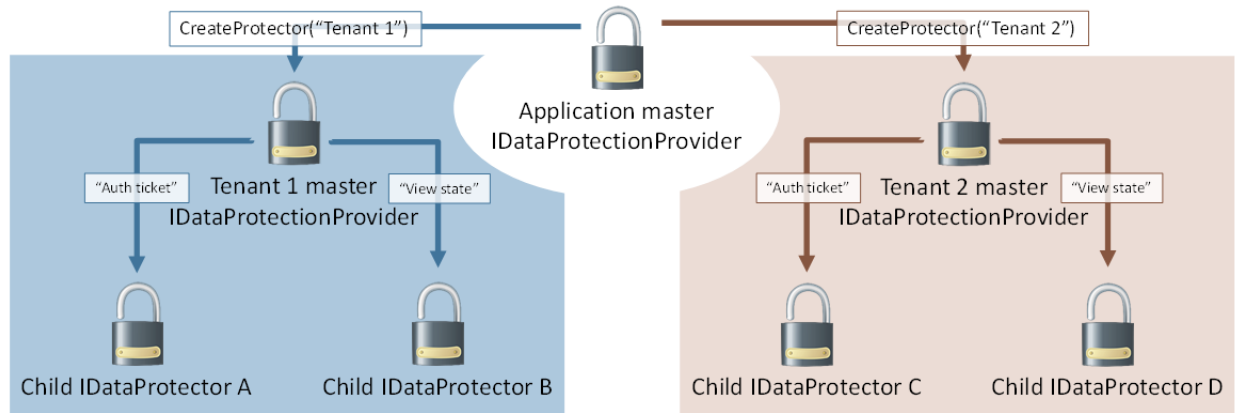 CreateProtector(“Tenant 1”)
CreateProtector(“Tenant 2”)
Application master
IDataProtectionProvider
“Auth ticket”
Tenant 1 master
IDataProtectionProvider
“View state”
“Auth ticket”
Tenant 2 master
IDataProtectionProvider
“View state”
Child IDataProtector A
Child IDataProtector B
Child IDataProtector C
Child IDataProtector D